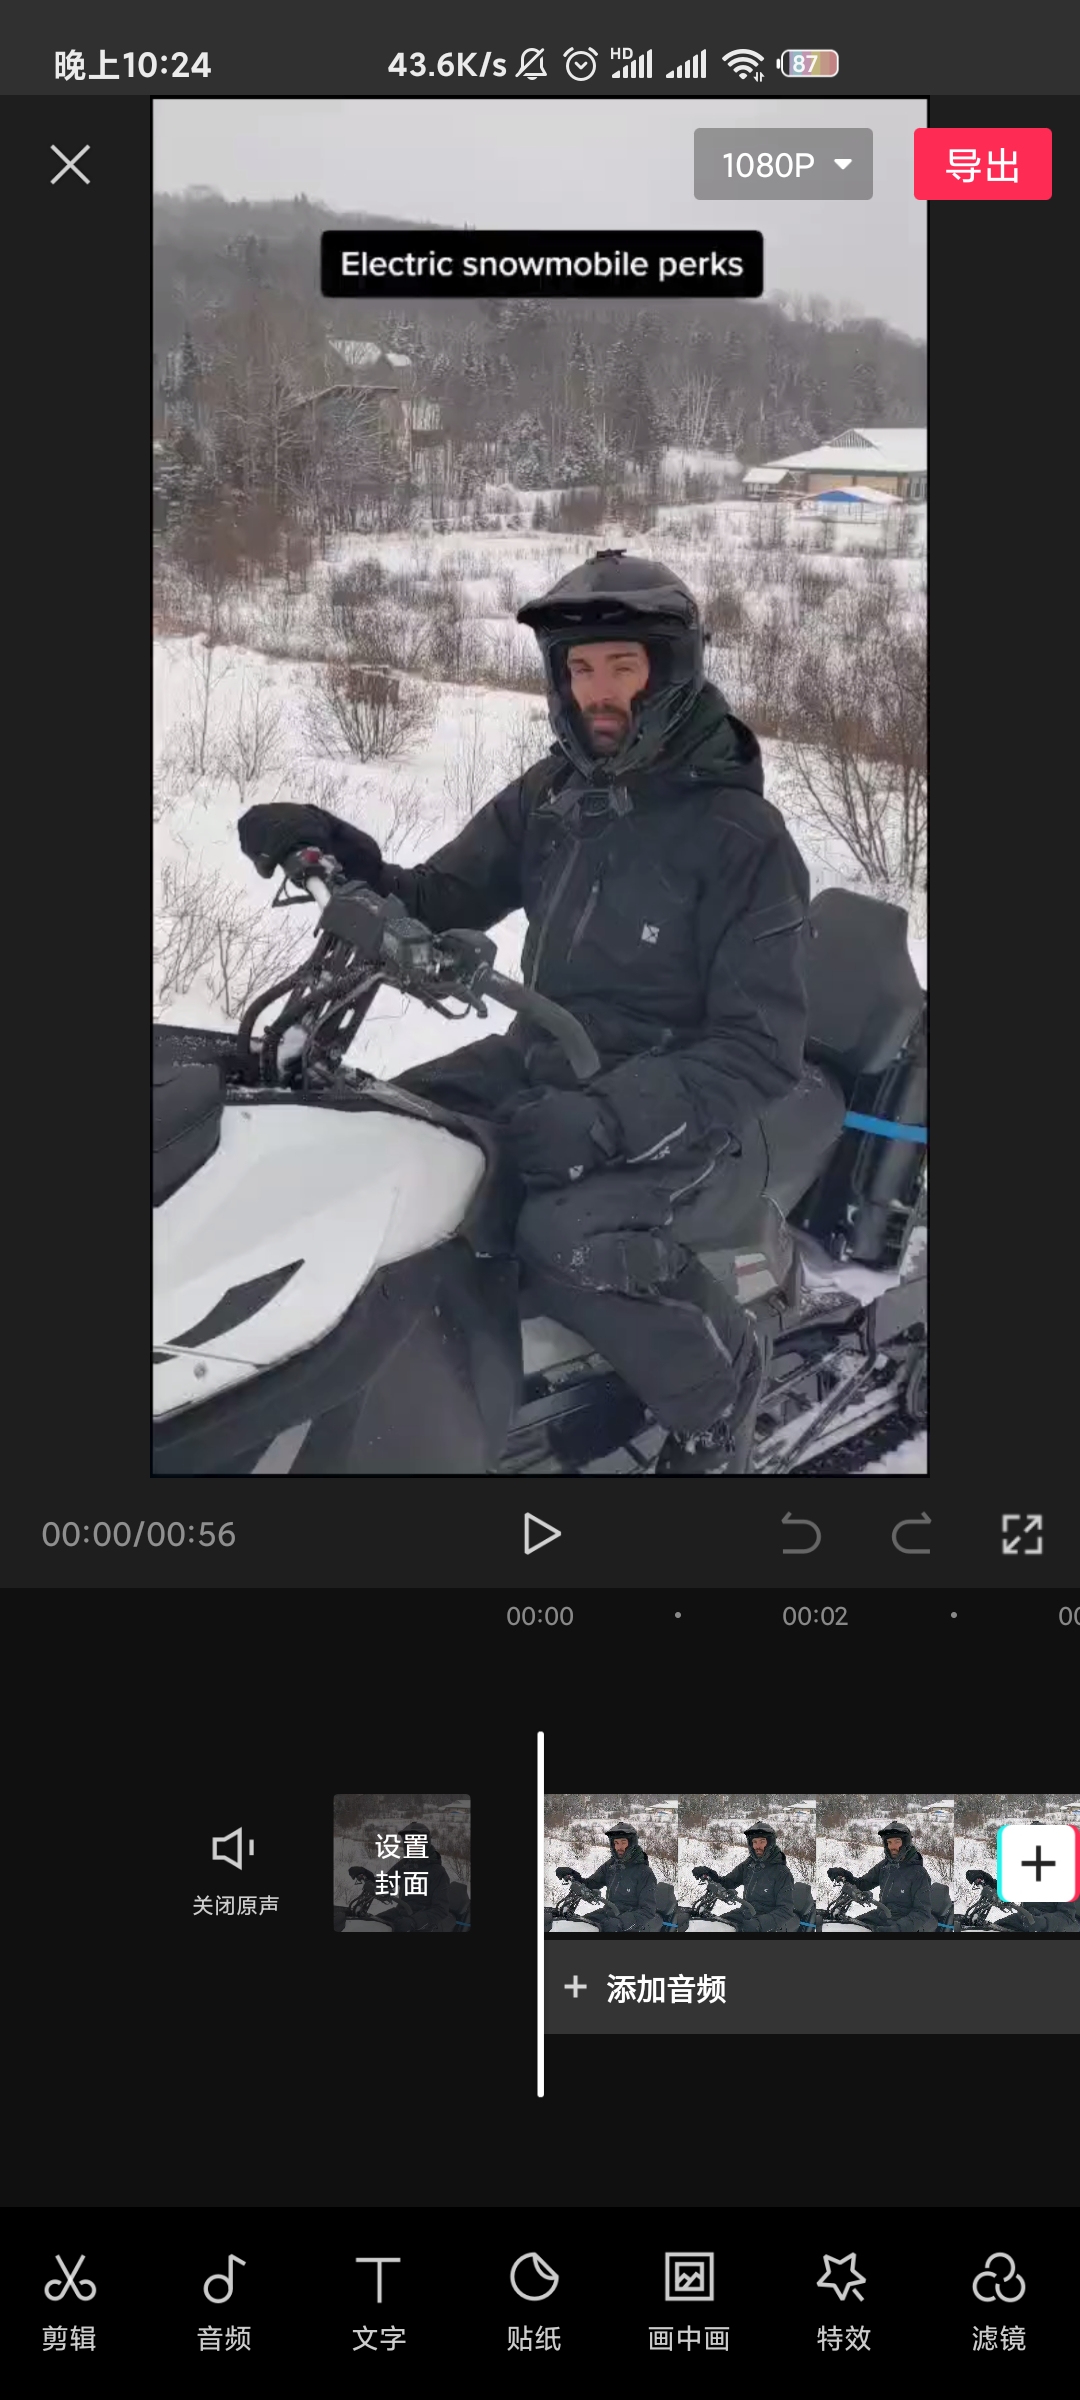 晚上10:24
43.6K/s
HD
87
1080P
导出
Electric snowmobile perks
00:00/00:56
00:00
00:02
00
设置
封面
关闭原声
添加音频
剪辑
音频
文字
贴纸
画中画
特效
滤镜